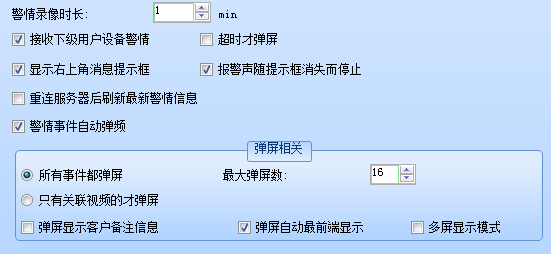 警情录像时长: 1 min
接收下级用户设备警情 超时才弹屏
显示右上角消息提示框 报警声随提示框消失而停止
重连服务器后刷新最新警情信息
警情事件自动弹频
弹屏相关
所有事件都弹屏 最大弹屏数: 16
只有关联视频的才弹屏
弹屏显示客户备注信息 弹屏自动最前端显示 多屏显示模式